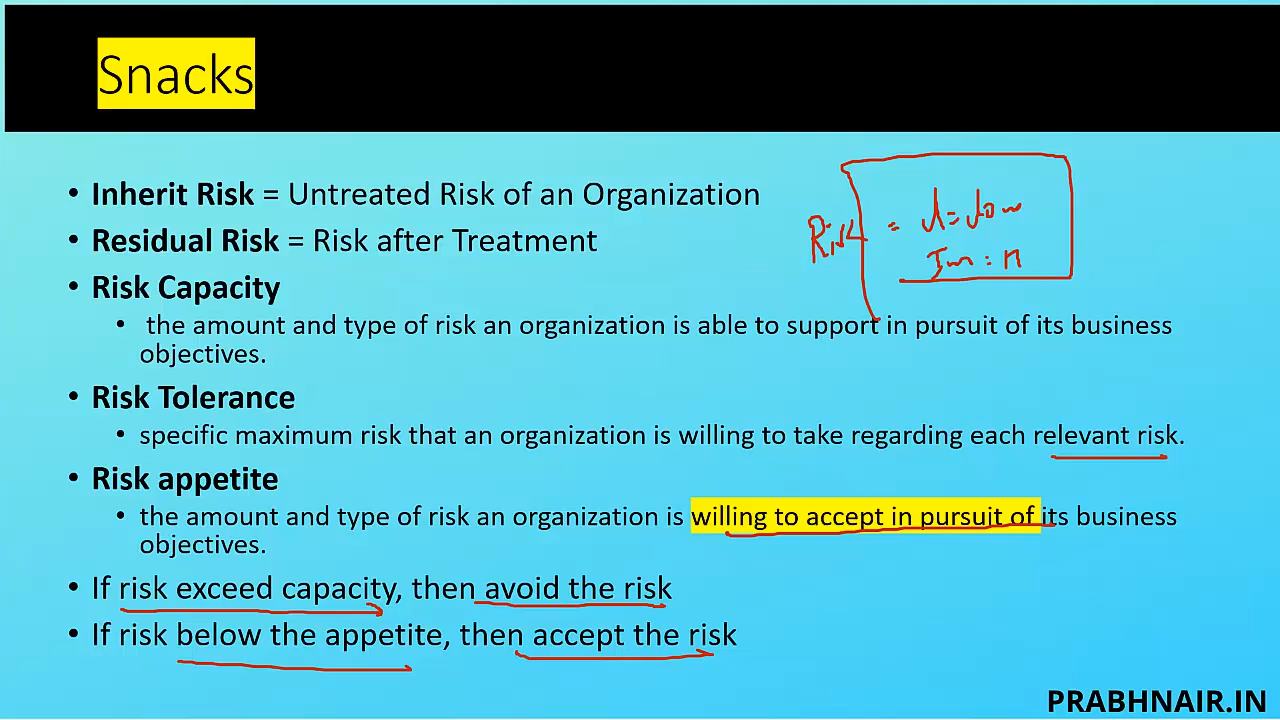 Snacks
• Inherit Risk = Untreated Risk of an Organization
• Residual Risk = Risk after Treatment
• Risk Capacity
• the amount and type of risk an organization is able to support in pursuit of its business
objectives.
• Risk Tolerance
• specific maximum risk that an organization is willing to take regarding each relevant risk.
• Risk appetite
• the amount and type of risk an organization is willing to accept in pursuit of its business
objectives.
• If risk exceed capacity, then avoid the risk
• If risk below the appetite, then accept the risk
Risk = = low
PRABHNAIR.IN